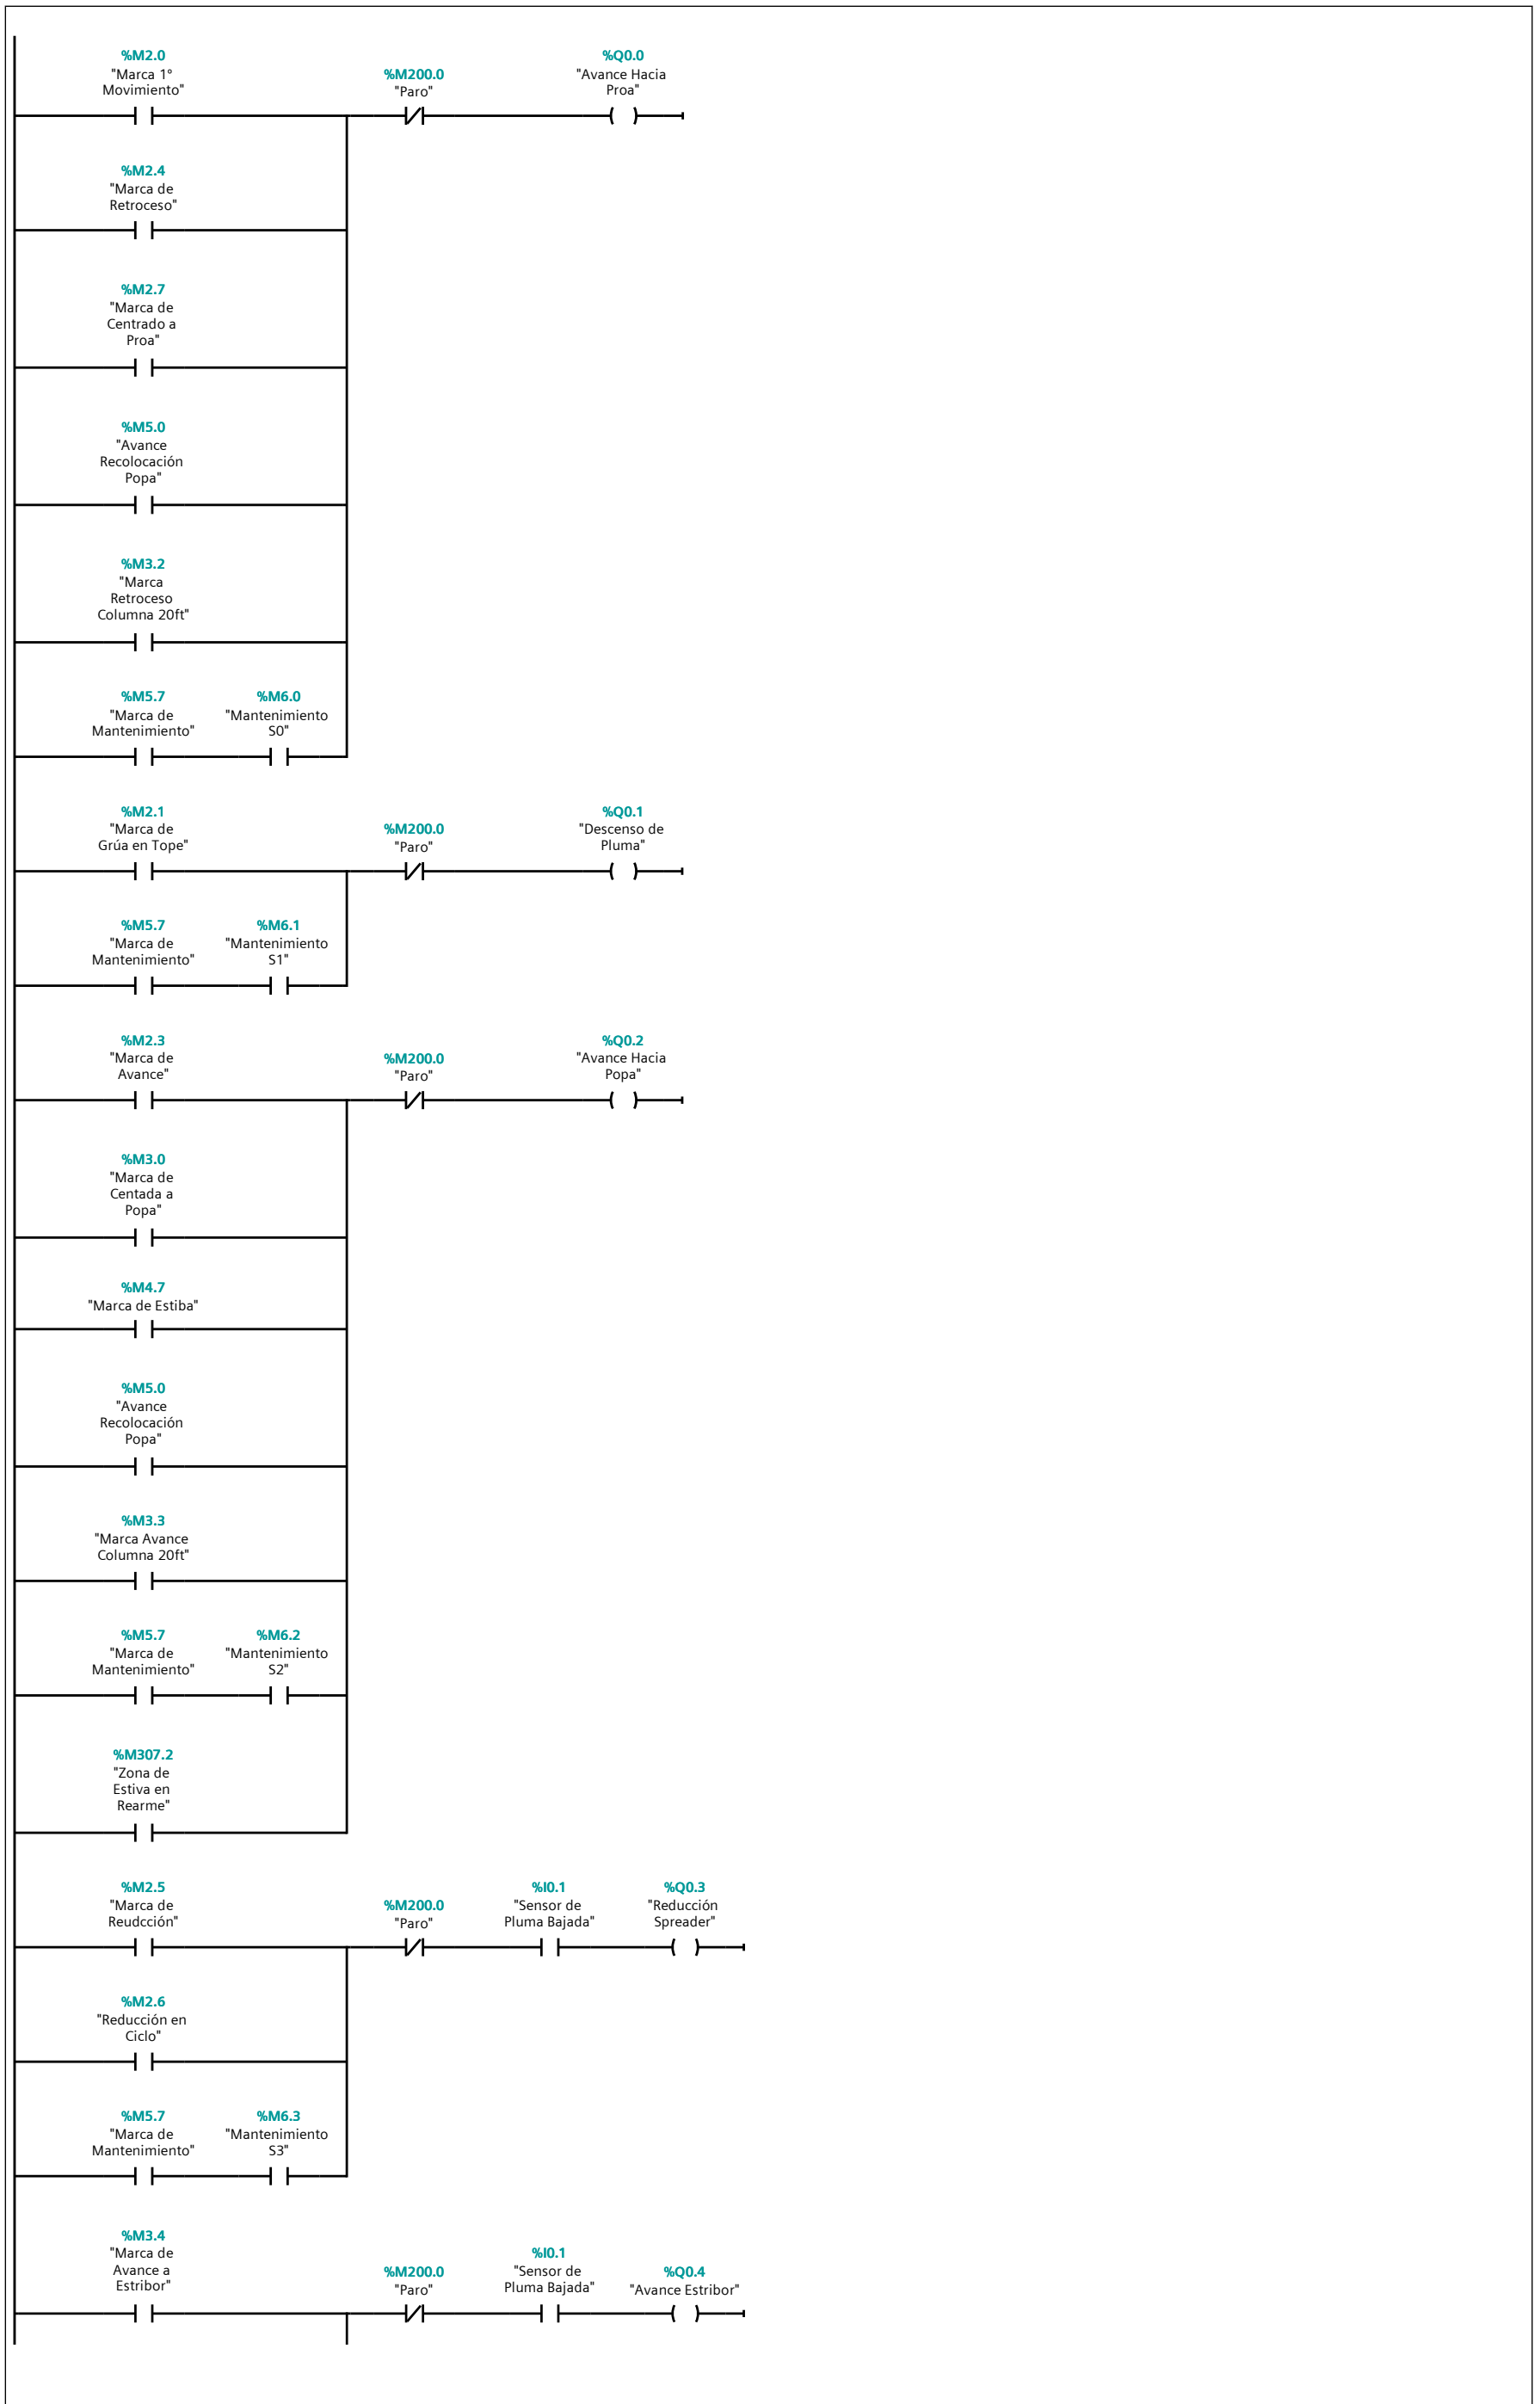 %M2.0
"Marca 1º
Movimiento"
%M200.0
"Paro"
%Q0.0
"Avance Hacia
Proa"
%M2.4
"Marca de
Retroceso"
%M2.7
"Marca de
Centrado a
Proa"
%M5.0
"Avance
Recolocación
Popa"
%M3.2
"Marca
Retroceso
Columna 20ft"
%M5.7
"Marca de
Mantenimiento"
%M6.0
"Mantenimiento
S0"
%M2.1
"Marca de
Grúa en Tope"
%M200.0
"Paro"
%Q0.1
"Descenso de
Pluma"
%M5.7
"Marca de
Mantenimiento"
%M6.1
"Mantenimiento
S1"
%M2.3
"Marca de
Avance"
%M200.0
"Paro"
%Q0.2
"Avance Hacia
Popa"
%M3.0
"Marca de
Centada a
Popa"
%M4.7
"Marca de Estiba"
%M5.0
"Avance
Recolocación
Popa"
%M3.3
"Marca Avance
Columna 20ft"
%M5.7
"Marca de
Mantenimiento"
%M6.2
"Mantenimiento
S2"
%M307.2
"Zona de
Estiva en
Rearme"
%M2.5
"Marca de
Reudcción"
%M200.0
"Paro"
%I0.1
"Sensor de
Pluma Bajada"
%Q0.3
"Reducción
Spreader"
%M2.6
"Reducción en
Ciclo"
%M5.7
"Marca de
Mantenimiento"
%M6.3
"Mantenimiento
S3"
%M3.4
"Marca de
Avance a
Estribor"
%M200.0
"Paro"
%I0.1
"Sensor de
Pluma Bajada"
%Q0.4
"Avance Estribor"